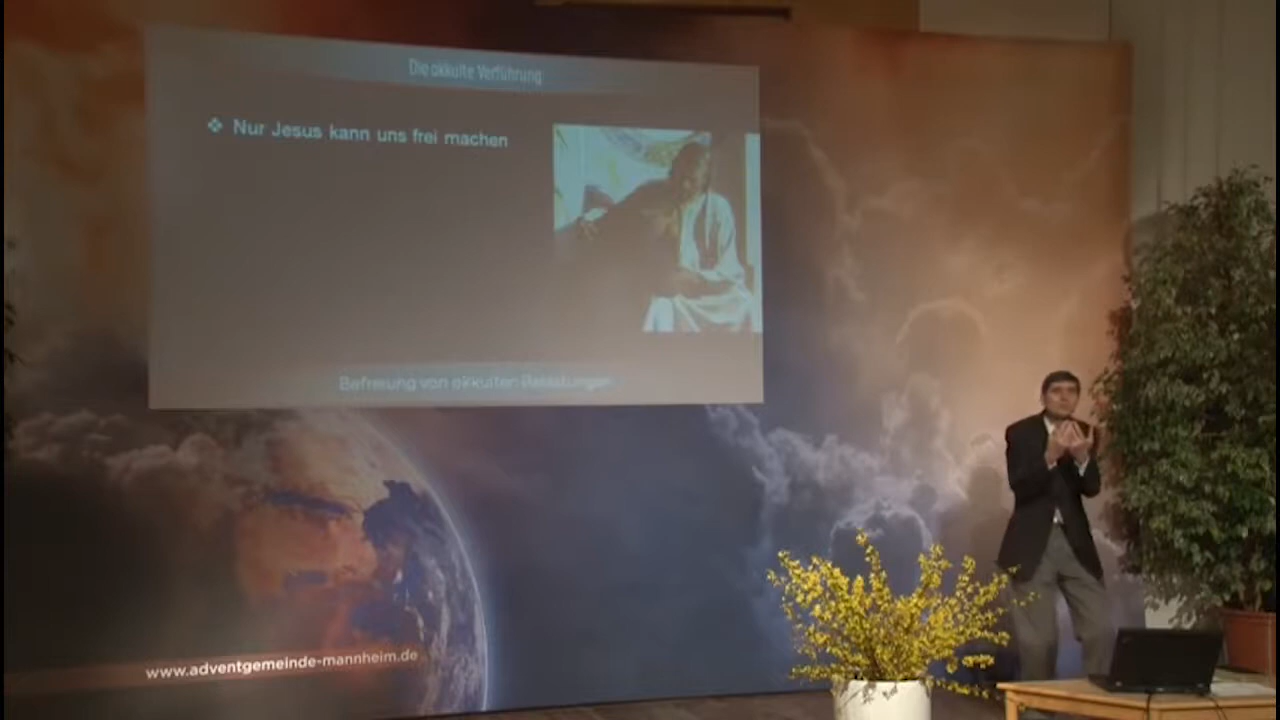 Die okkulte Verführung
❖ Nur Jesus kann uns frei machen
Befreiung von okkulten Belastungen
www.adventgemeinde-mannheim.de